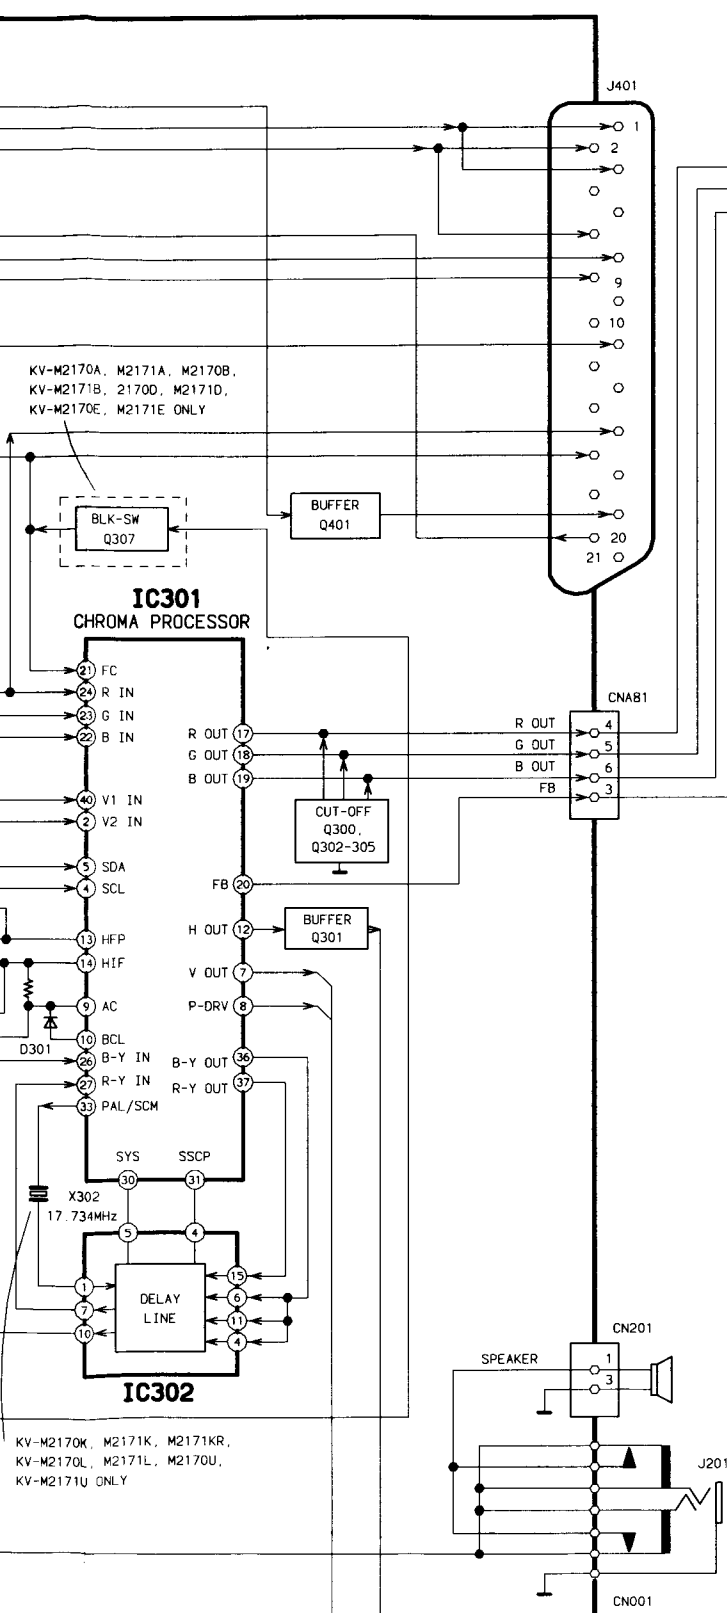 J401
1
2
9
10
KV-M2170A, M2171A, M2170B,
KV-M2171B, 2170D, M2171D,
KV-M2170E, M2171E ONLY
BLK-SW
Q307
BUFFER
Q401
20
21
IC301
CHROMA PROCESSOR
21 FC
24 R IN
23 G IN
22 B IN
R OUT 17
G OUT 18
B OUT 19
R OUT
G OUT
B OUT
FB
CNA81
4
5
6
3
40 V1 IN
2 V2 IN
CUT-OFF
Q300,
Q302-305
5 SDA
4 SCL
FB 20
13 HFP
14 HIF
H OUT 12
BUFFER
Q301
V OUT 7
9 AC
P-DRV 8
10 BCL
D301
26 B-Y IN
27 R-Y IN
33 PAL/SCM
B-Y OUT 36
R-Y OUT 37
SYS
SSCP
30
31
X302
17.734MHz
5
4
1
7
10
DELAY
LINE
15
6
11
4
IC302
CN201
SPEAKER
1
3
KV-M2170K, M2171K, M2171KR,
KV-M2170L, M2171L, M2170U,
KV-M2171U ONLY
J201
CN001